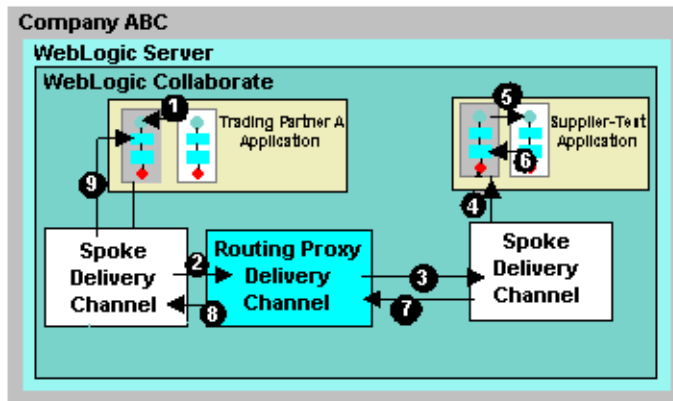 Company ABC
WebLogic Server
WebLogic Collaborate
1
Trading Partner A
Application
5
Supplier-Test
Application
6
9
4
Spoke
Delivery
Channel
2
Routing Proxy
Delivery
Channel
3
Spoke
Delivery
Channel
8
7